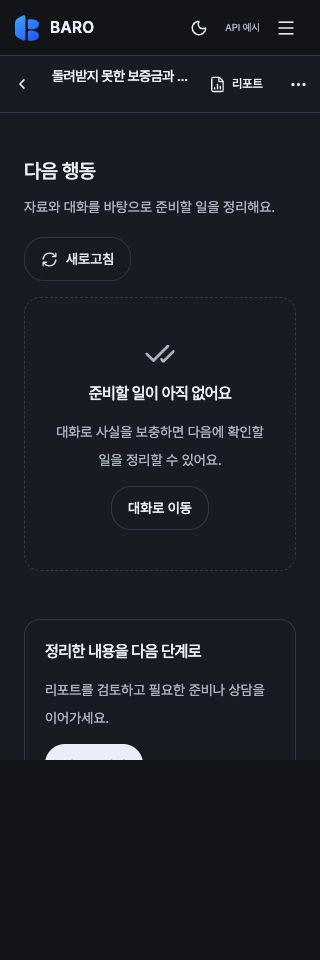 BARO
API 예시
돌려받지 못한 보증금과 ...
리포트
다음 행동
자료와 대화를 바탕으로 준비할 일을 정리해요.
새로고침
준비할 일이 아직 없어요
대화로 사실을 보충하면 다음에 확인할
일을 정리할 수 있어요.
대화로 이동
정리한 내용을 다음 단계로
리포트를 검토하고 필요한 준비나 상담을
이어가세요.